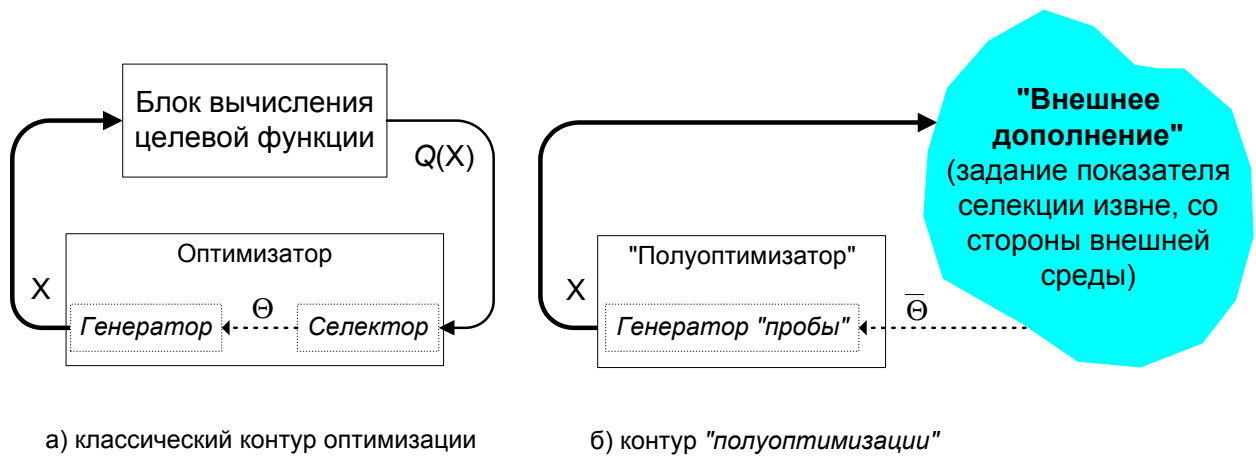 Блок вычисления
целевой функции
Q(X)
Оптимизатор
X
Генератор
Θ
Селектор
а) классический контур оптимизации
"Внешнее
дополнение"
(задание показателя
селекции извне, со
стороны внешней
среды)
"Полуоптимизатор"
X
Генератор "пробы"
Θ̅
б) контур "полуоптимизации"